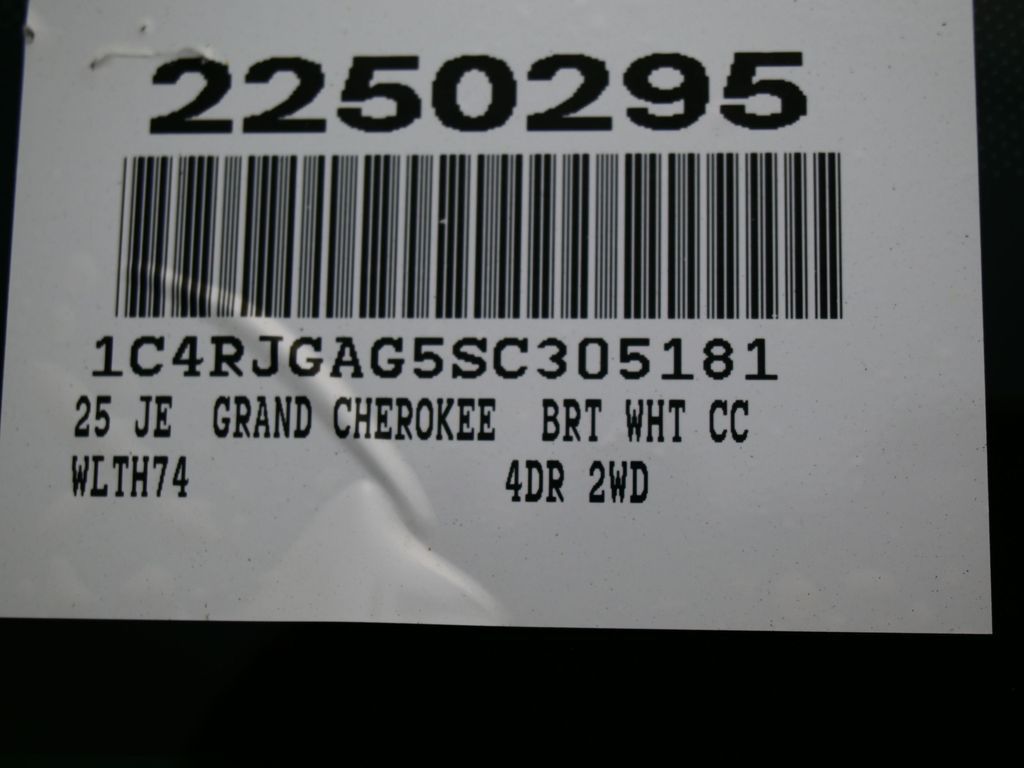 2250295
1C4RJGAG5SC305181
25 JE GRAND CHEROKEE BRT WHT CC
WLTH74 4DR 2WD